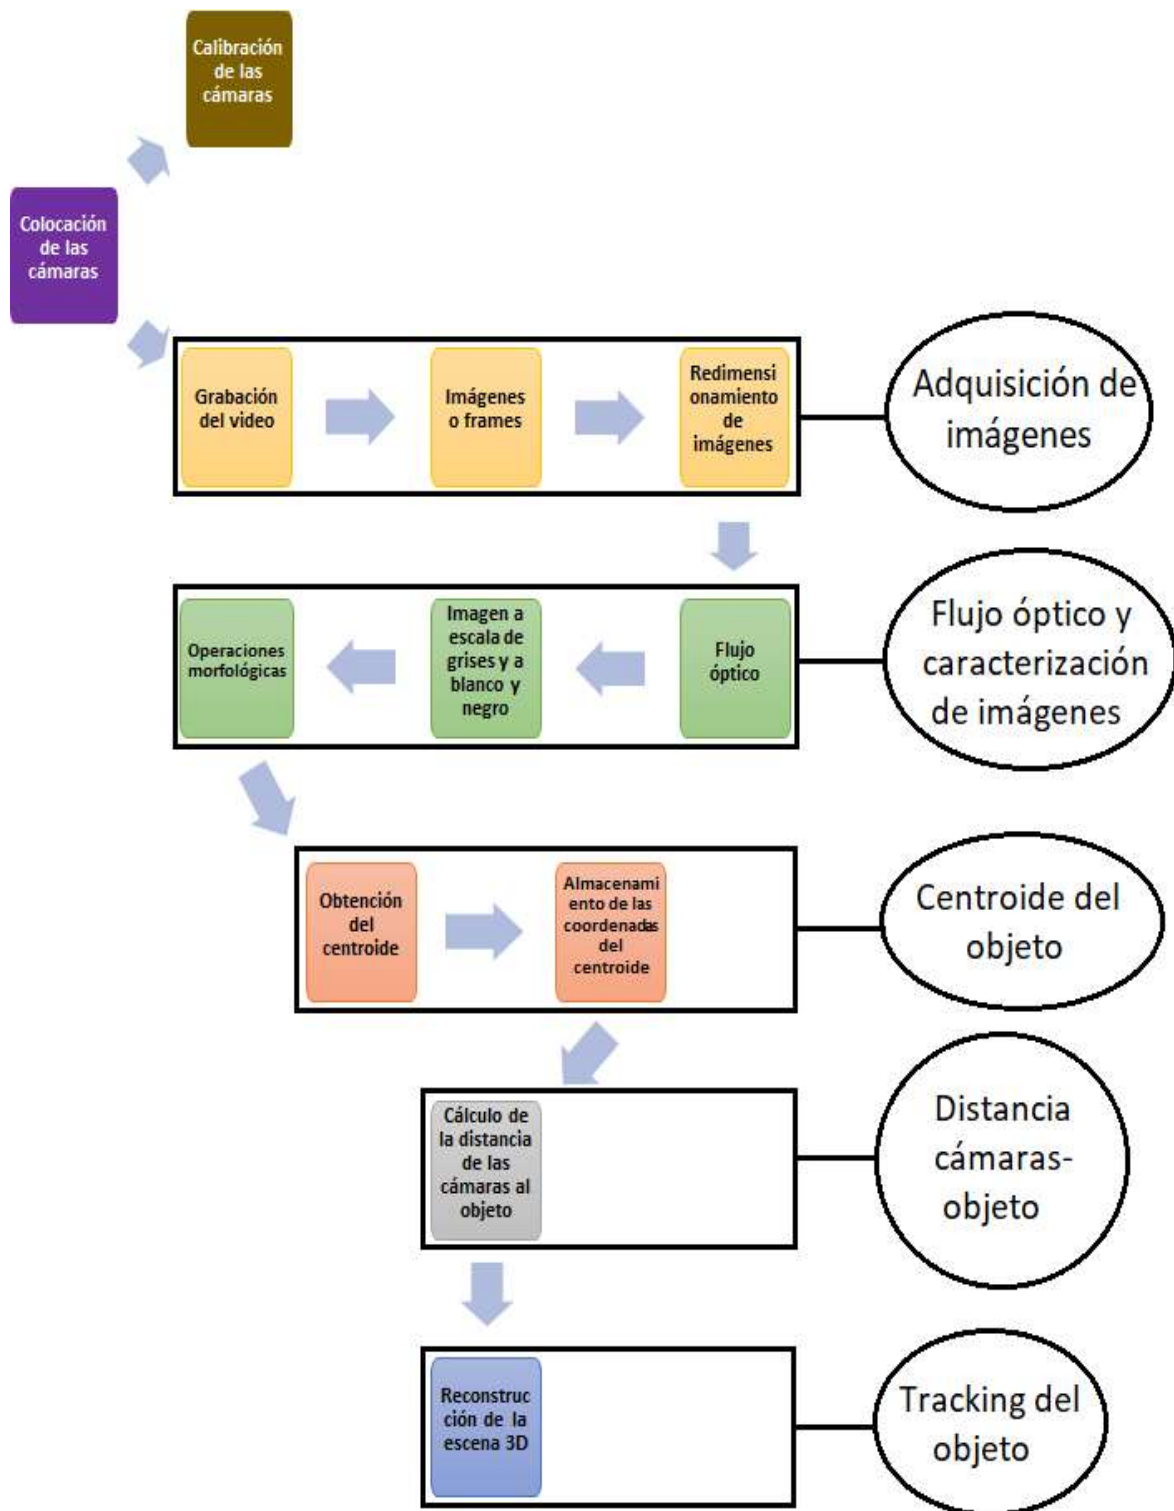 Calibración
de las
cámaras
Colocación
de las
cámaras
Grabación
del video
Imágenes
o frames
Redimensi
onamiento
de
imágenes
Adquisición de
imágenes
Flujo óptico y
caracterización
de imágenes
Flujo
óptico
Imagen a
escala de
grises y a
blanco y
negro
Operaciones
morfológicas
Obtención
del
centroide
Almacenami
ento de las
coordenadas
del
centroide
Centroide del
objeto
Cálculo de
la distancia
de las
cámaras al
objeto
Distancia
cámaras-
objeto
Reconstruc
ción de la
escena 3D
Tracking del
objeto